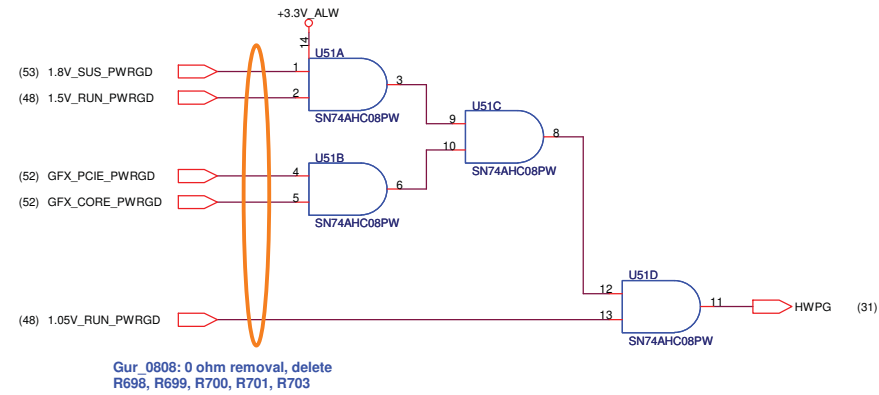 +3.3V_ALW
14
U51A
(53) 1.8V_SUS_PWRGD
1
3
(48) 1.5V_RUN_PWRGD
2
SN74AHC08PW
U51C
9
8
10
SN74AHC08PW
U51B
(52) GFX_PCIE_PWRGD
4
6
(52) GFX_CORE_PWRGD
5
SN74AHC08PW
U51D
12
11
HWPG (31)
(48) 1.05V_RUN_PWRGD
13
SN74AHC08PW
Gur_0808: 0 ohm removal, delete
R698, R699, R700, R701, R703